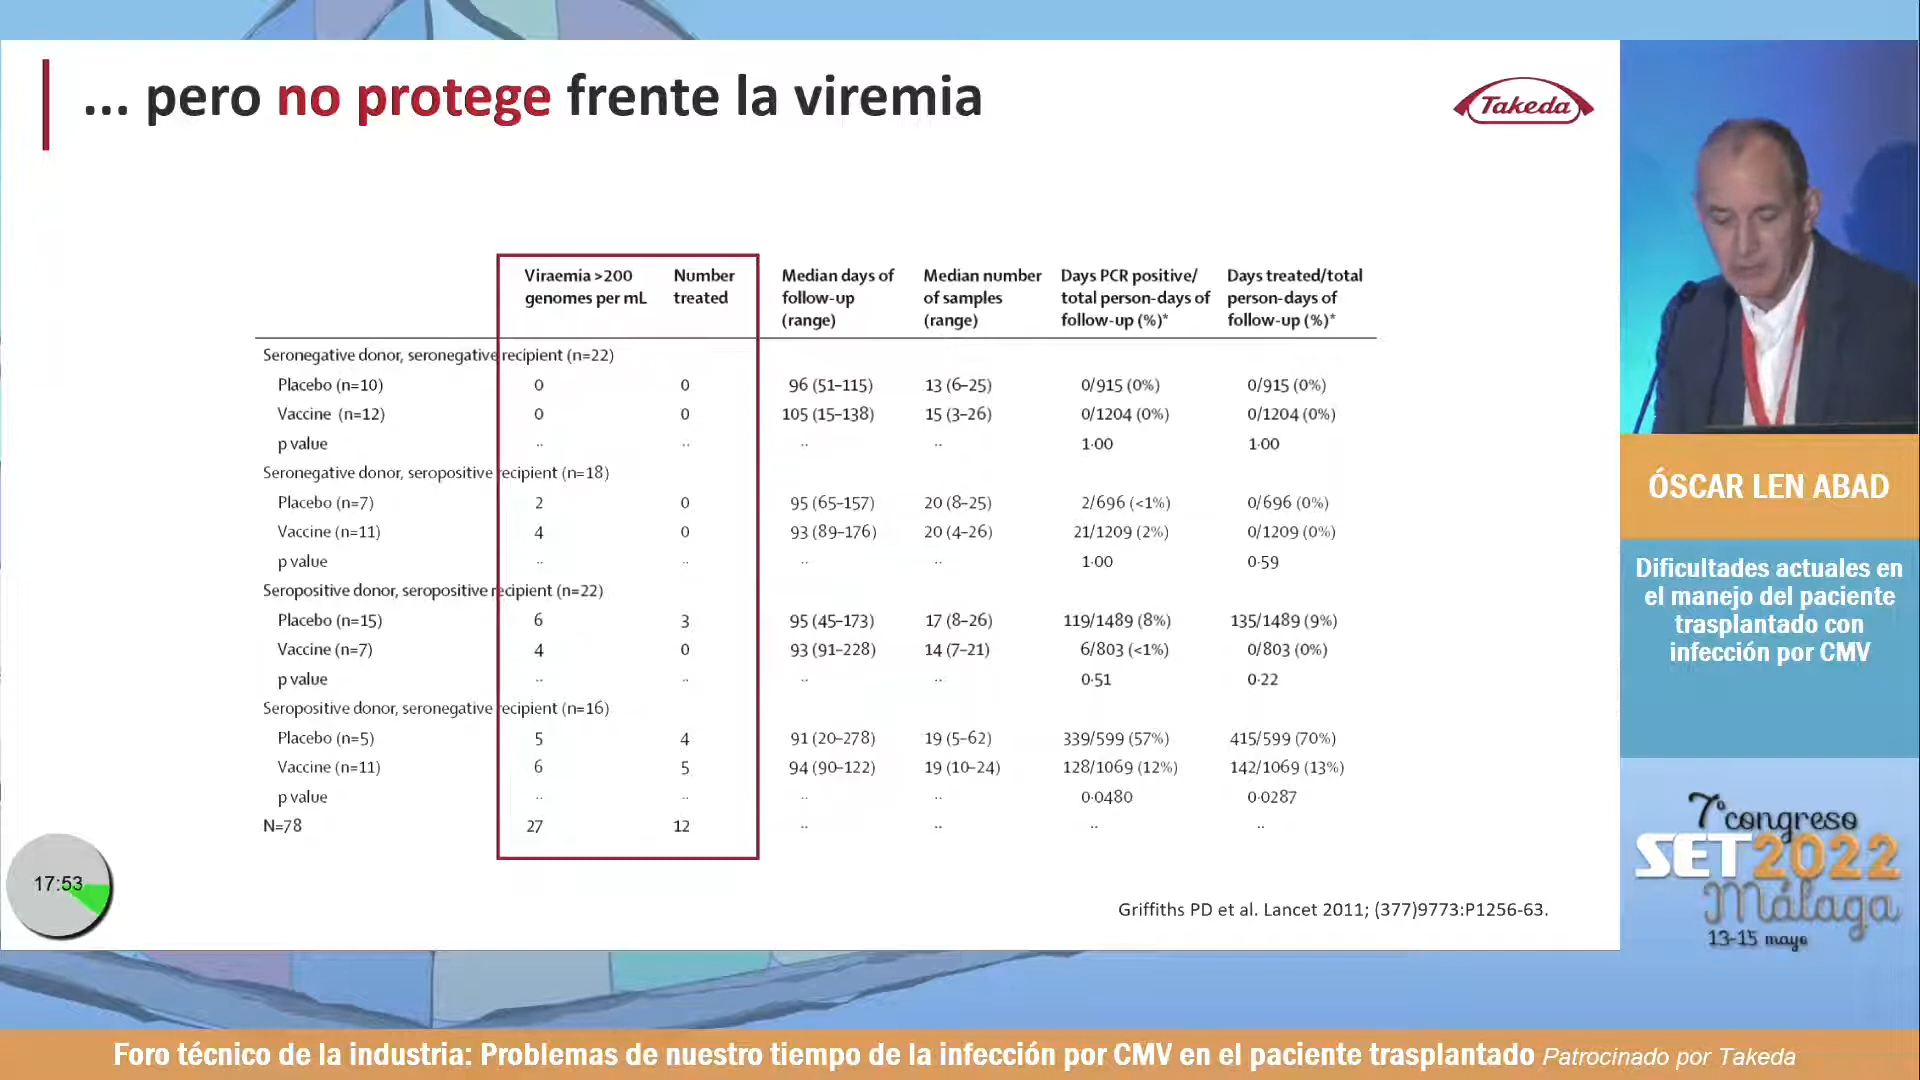 ... pero no protege frente la viremia
Takeda
Viraemia >200 genomes per mL	Number treated	Median days of follow-up (range)	Median number of samples (range)	Days PCR positive/ total person-days of follow-up (%)*	Days treated/total person-days of follow-up (%)*
Seronegative donor, seronegative recipient (n=22)
Placebo (n=10)	0	0	96 (51–115)	13 (6–25)	0/915 (0%)	0/915 (0%)
Vaccine (n=12)	0	0	105 (15–138)	15 (3–26)	0/1204 (0%)	0/1204 (0%)
p value	··	··	··	··	1·00	1·00
Seronegative donor, seropositive recipient (n=18)
Placebo (n=7)	2	0	95 (65–157)	20 (8–25)	2/696 (<1%)	0/696 (0%)
Vaccine (n=11)	4	0	93 (89–176)	20 (4–26)	21/1209 (2%)	0/1209 (0%)
p value	··	··	··	··	1·00	0·59
Seropositive donor, seropositive recipient (n=22)
Placebo (n=15)	6	3	95 (45–173)	17 (8–26)	119/1489 (8%)	135/1489 (9%)
Vaccine (n=7)	4	0	93 (91–228)	14 (7–21)	6/803 (<1%)	0/803 (0%)
p value	··	··	··	··	0·51	0·22
Seropositive donor, seronegative recipient (n=16)
Placebo (n=5)	5	4	91 (20–278)	19 (5–62)	339/599 (57%)	415/599 (70%)
Vaccine (n=11)	6	5	94 (90–122)	19 (10–24)	128/1069 (12%)	142/1069 (13%)
p value	··	··	··	··	0·0480	0·0287
N=78	27	12	··	··	··	··
17:53
Griffiths PD et al. Lancet 2011; (377)9773:P1256-63.
ÓSCAR LEN ABAD
Dificultades actuales en
el manejo del paciente
trasplantado con
infección por CMV
7º congreso
SET2022
Málaga
13-15 mayo
Foro técnico de la industria: Problemas de nuestro tiempo de la infección por CMV en el paciente trasplantado Patrocinado por Takeda